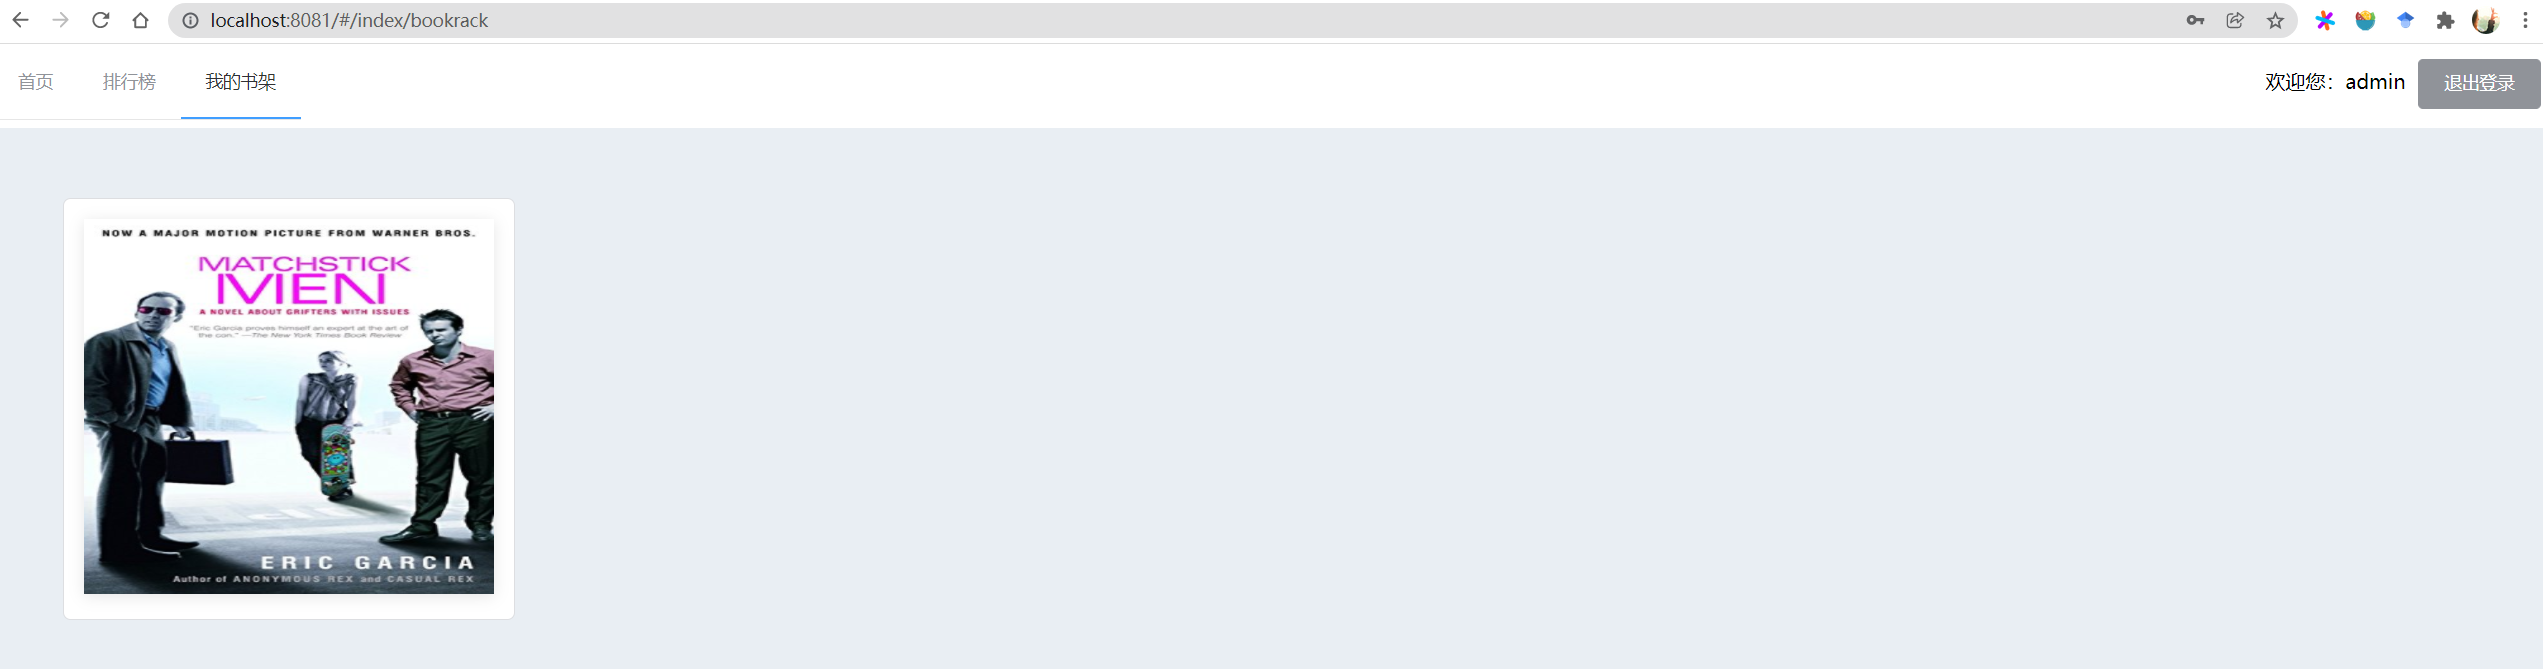 localhost:8081/#/index/bookrack
首页
排行榜
我的书架
欢迎您：admin
退出登录
NOW A MAJOR MOTION PICTURE FROM WARNER BROS.
MATCHSTICK
MEN
A NOVEL ABOUT GRIFTERS WITH ISSUES
"Eric Garcia proves himself an expert at the art of
the con." —The New York Times Book Review
ERIC GARCIA
Author of ANONYMOUS REX and CASUAL REX